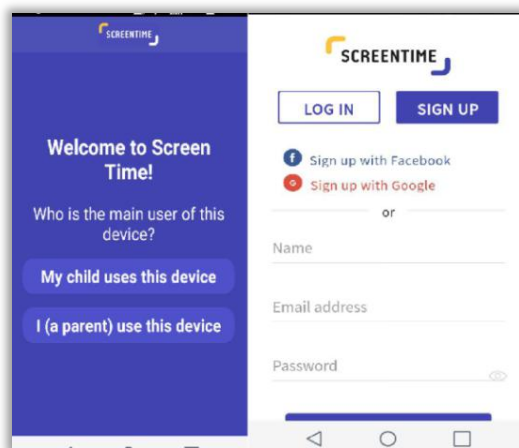 SCREENTIME
Welcome to Screen
Time!
Who is the main user of this
device?
My child uses this device
I (a parent) use this device
SCREENTIME
LOG IN
SIGN UP
f Sign up with Facebook
G Sign up with Google
or
Name
Email address
Password